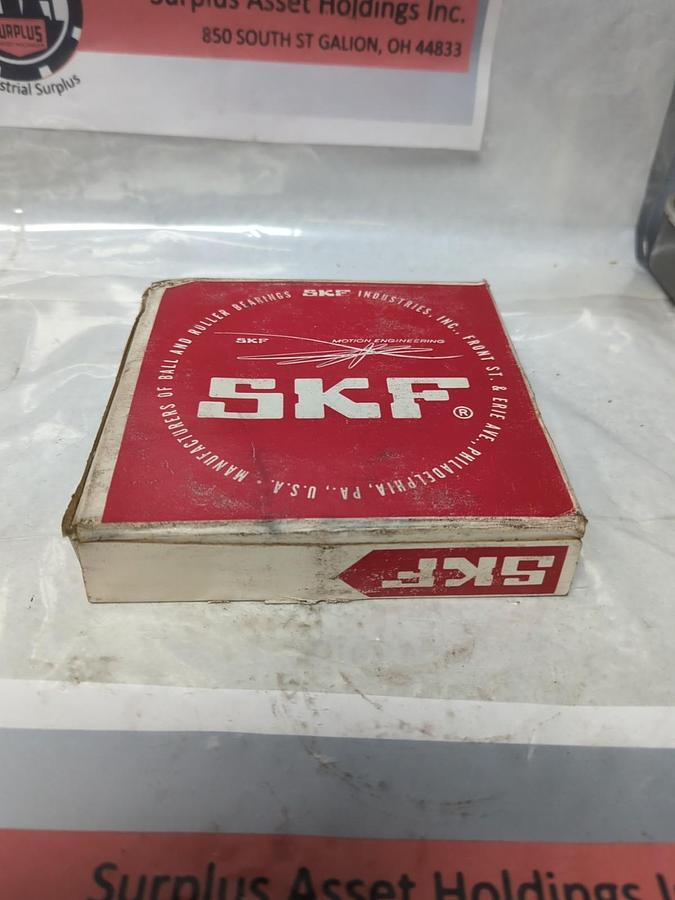 Surplus Asset Holdings Inc.
850 SOUTH ST GALION, OH 44833
URPLUS
strial Surplus
MANUFACTURERS OF BALL AND ROLLER BEARINGS SKF INDUSTRIES, INC. FRONT ST. & ERIE AVE., PHILADELPHIA, PA., U.S.A.
SKF MOTION ENGINEERING
SKF®
SKF
Surplus Asset Holdings I